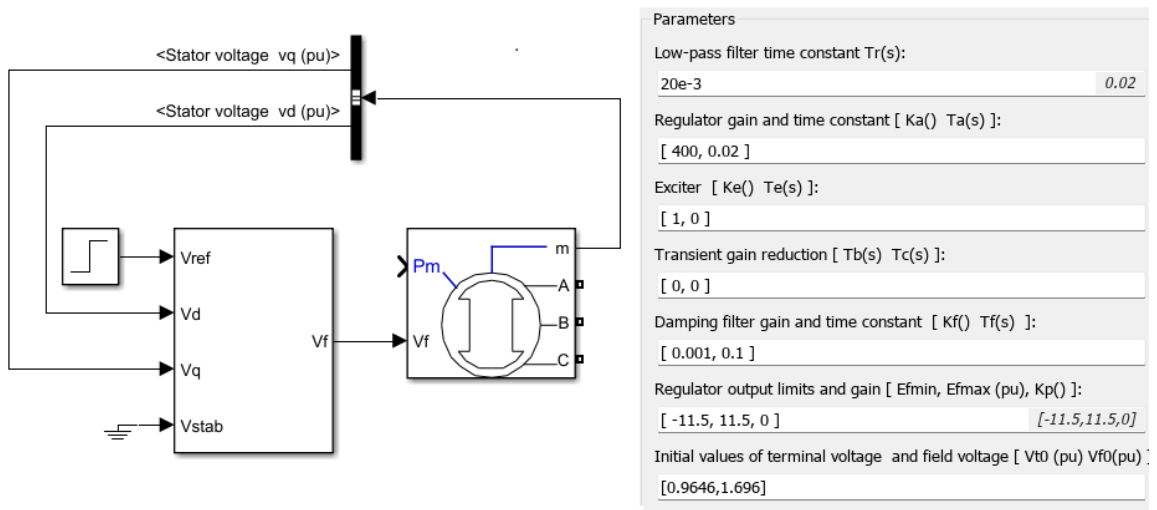 <Stator voltage vq (pu)>
<Stator voltage vd (pu)>
Vref
Vd
Vq
Vstab
Vf
Pm
Vf
m
A
B
C
Parameters
Low-pass filter time constant Tr(s):
20e-3 0.02
Regulator gain and time constant [ Ka() Ta(s) ]:
[ 400, 0.02 ]
Exciter [ Ke() Te(s) ]:
[ 1, 0 ]
Transient gain reduction [ Tb(s) Tc(s) ]:
[ 0, 0 ]
Damping filter gain and time constant [ Kf() Tf(s) ]:
[ 0.001, 0.1 ]
Regulator output limits and gain [ Efmin, Efmax (pu), Kp() ]:
[ -11.5, 11.5, 0 ] [-11.5,11.5,0]
Initial values of terminal voltage and field voltage [ Vt0 (pu) Vf0(pu) ]
[0.9646,1.696]